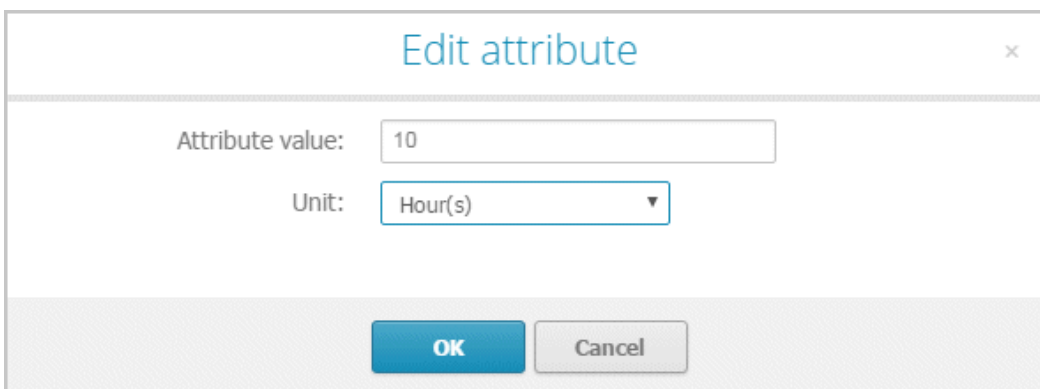 Edit attribute
×
Attribute value: 10
Unit: Hour(s) ▼
OK Cancel